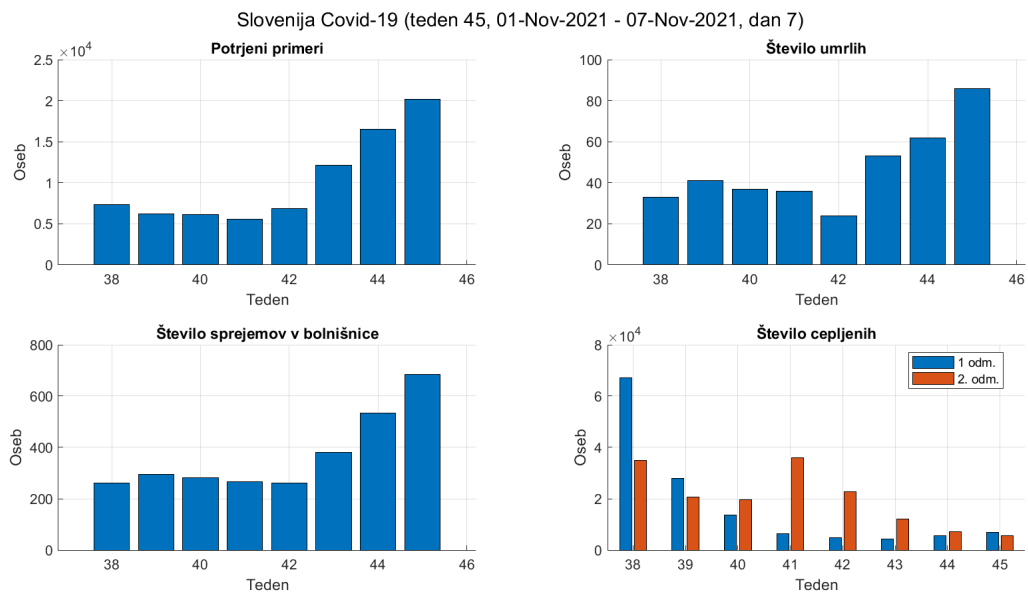 Slovenija Covid-19 (teden 45, 01-Nov-2021 - 07-Nov-2021, dan 7)
Potrjeni primeri
×10⁴
2.5
2
1.5
1
0.5
0
Oseb
38 40 42 44 46
Teden
Število umrlih
100
80
60
40
20
0
Oseb
38 40 42 44 46
Teden
Število sprejemov v bolnišnice
800
600
400
200
0
Oseb
38 40 42 44 46
Teden
Število cepljenih
×10⁴
8
6
4
2
0
Oseb
1 odm.
2. odm.
38 39 40 41 42 43 44 45
Teden